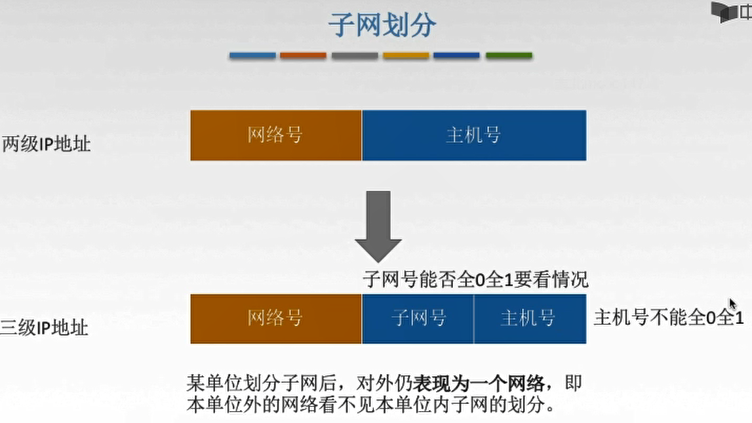 子网划分
中
两级IP地址
网络号
主机号
子网号能否全0全1要看情况
三级IP地址
网络号
子网号
主机号
主机号不能全0全1
某单位划分子网后，对外仍表现为一个网络，即
本单位外的网络看不见本单位内子网的划分。